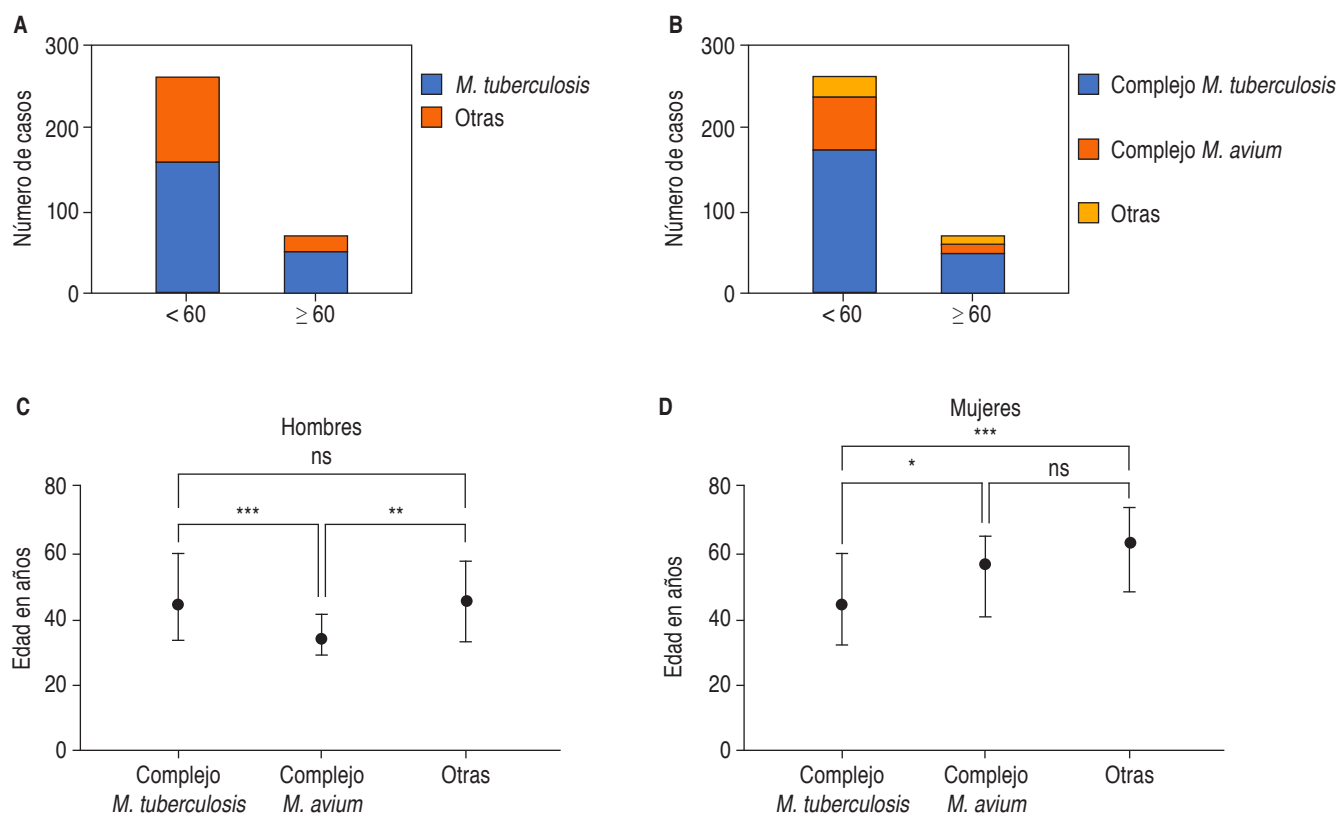 A
Número de casos
300
200
100
0
< 60
≥ 60
M. tuberculosis
Otras
B
Número de casos
300
200
100
0
< 60
≥ 60
Complejo M. tuberculosis
Complejo M. avium
Otras
C
Hombres
ns
***
**
Edad en años
80
60
40
20
0
Complejo
M. tuberculosis
Complejo
M. avium
Otras
D
Mujeres
***
*
ns
Edad en años
80
60
40
20
0
Complejo
M. tuberculosis
Complejo
M. avium
Otras